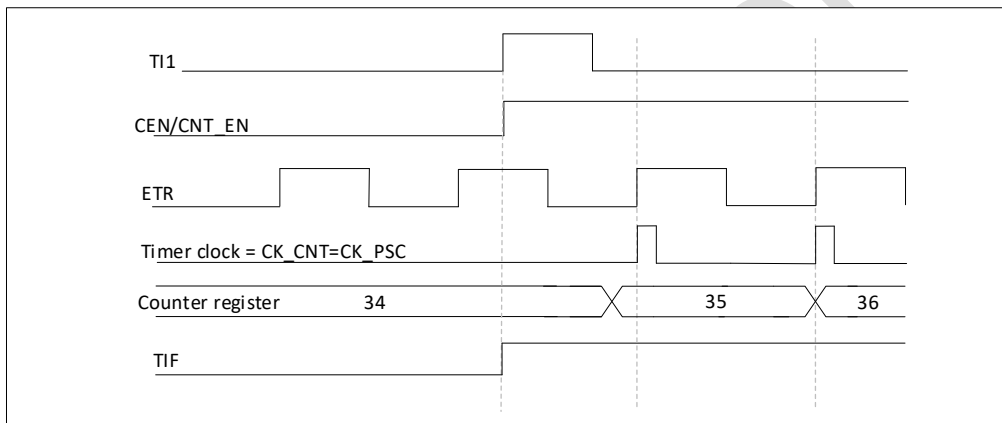 TI1
CEN/CNT_EN
ETR
Timer clock = CK_CNT=CK_PSC
Counter register 34 35 36
TIF